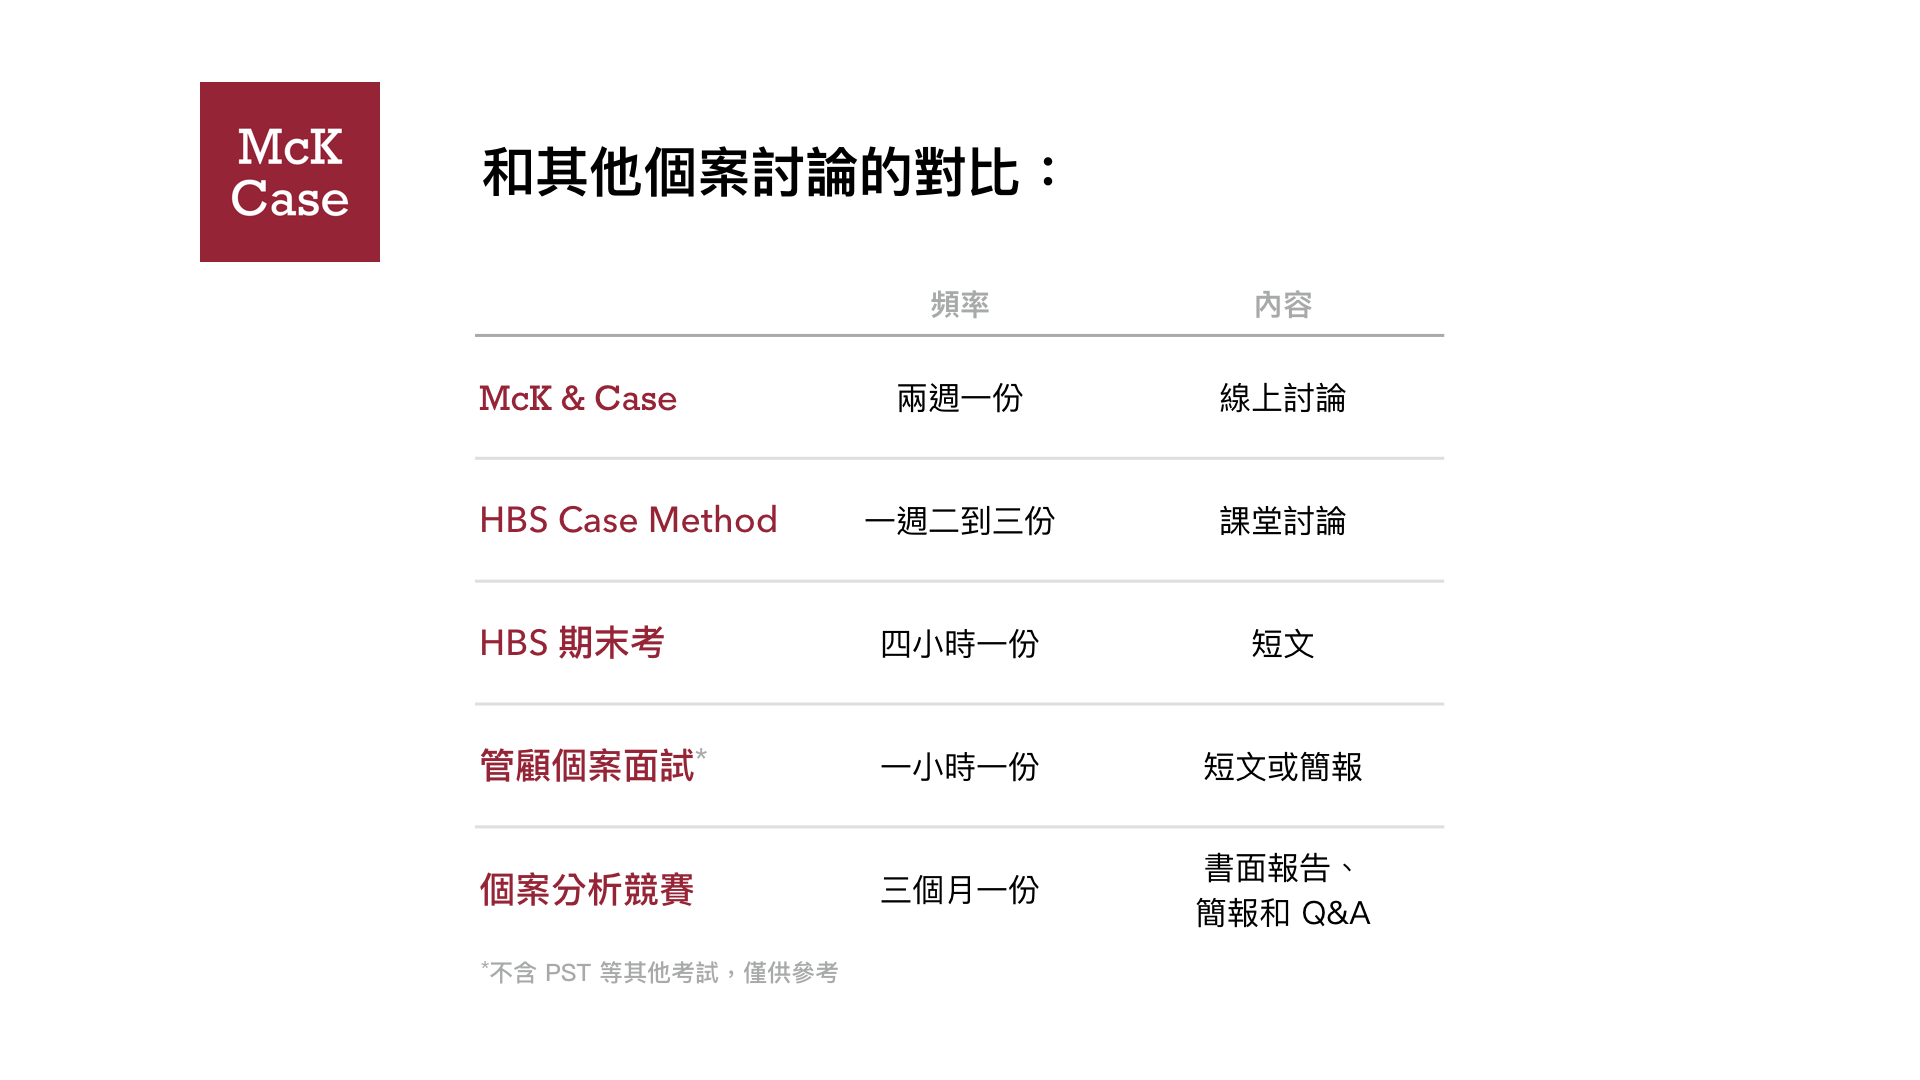 McK
Case
和其他個案討論的對比：
頻率 內容
McK & Case 兩週一份 線上討論
HBS Case Method 一週二到三份 課堂討論
HBS 期末考 四小時一份 短文
管顧個案面試* 一小時一份 短文或簡報
個案分析競賽 三個月一份 書面報告、
簡報和 Q&A
*不含 PST 等其他考試，僅供參考